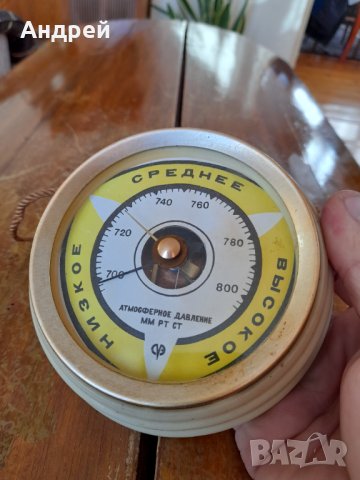 Андрей
СРЕДНЕЕ
НИЗКОЕ
ВЫСОКОЕ
700
720
740
760
780
800
АТМОСФЕРНОЕ ДАВЛЕНИЕ
ММ РТ СТ
BAZAR